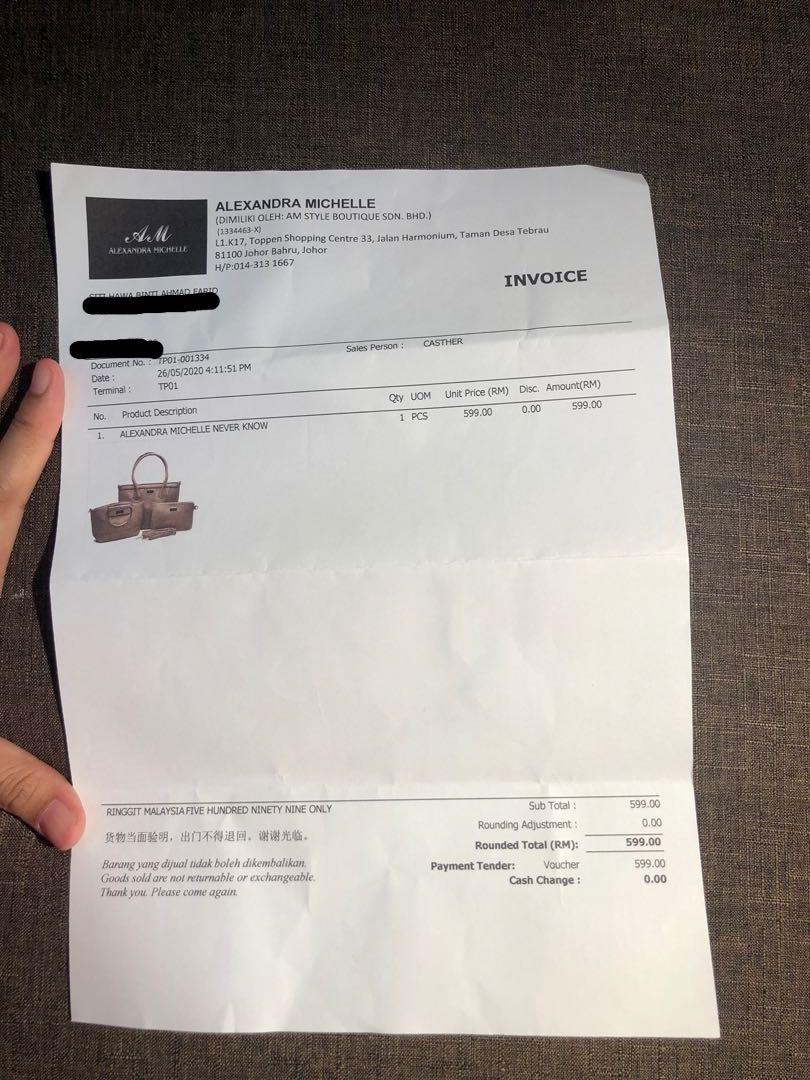 AM
ALEXANDRA MICHELLE
ALEXANDRA MICHELLE
(DIMILIKI OLEH: AM STYLE BOUTIQUE SDN. BHD.)
(1334463-X)
L1.K17, Toppen Shopping Centre 33, Jalan Harmonium, Taman Desa Tebrau
81100 Johor Bahru, Johor
H/P:014-313 1667
INVOICE
Document No. : TP01-001334 Sales Person : CASTHER
Date : 26/05/2020 4:11:51 PM
Terminal : TP01
No. Product Description Qty UOM Unit Price (RM) Disc. Amount(RM)
1. ALEXANDRA MICHELLE NEVER KNOW 1 PCS 599.00 0.00 599.00
RINGGIT MALAYSIA FIVE HUNDRED NINETY NINE ONLY Sub Total : 599.00
Rounding Adjustment : 0.00
货物当面验明，出门不得退回。谢谢光临。 Rounded Total (RM): 599.00
Barang yang dijual tidak boleh dikembalikan. Payment Tender: Voucher 599.00
Goods sold are not returnable or exchangeable. Cash Change : 0.00
Thank you. Please come again.